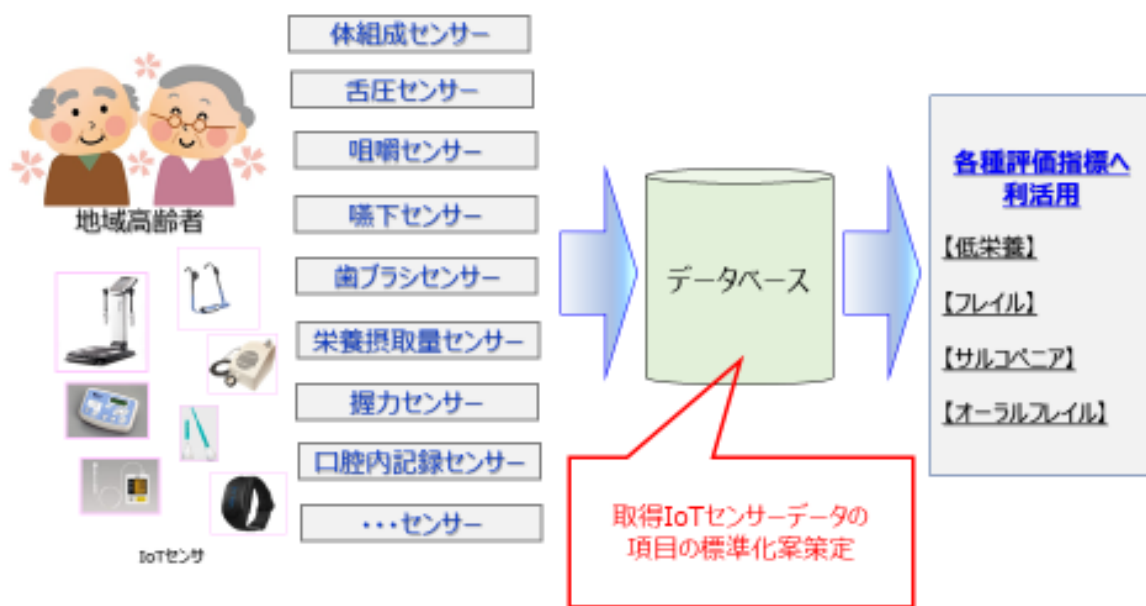 体組成センサー
舌圧センサー
咀嚼センサー
嚥下センサー
歯ブラシセンサー
栄養摂取量センサー
握力センサー
口腔内記録センサー
・・・センサー
地域高齢者
IoTセンサ
データベース
取得IoTセンサーデータの
項目の標準化案策定
各種評価指標へ
利活用
【低栄養】
【フレイル】
【サルコペニア】
【オーラルフレイル】